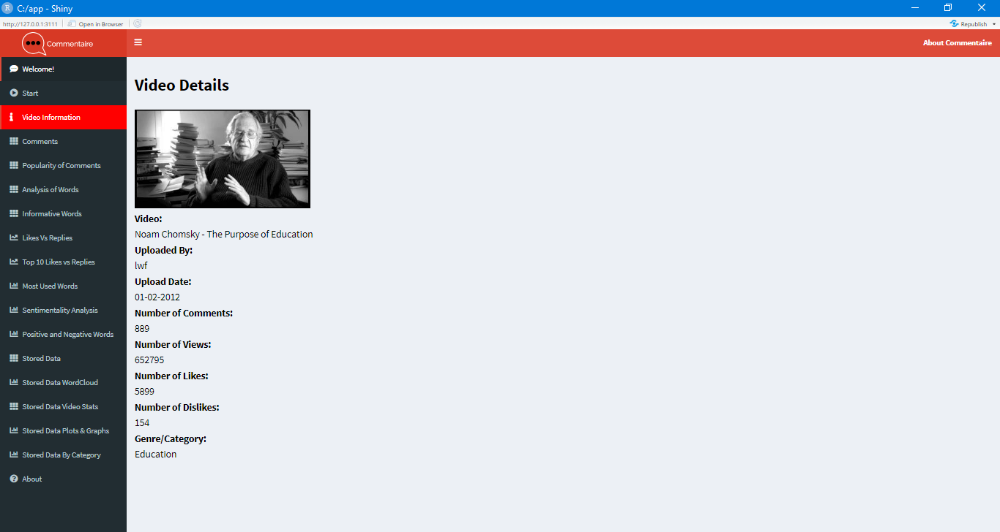 C:/app - Shiny
http://127.0.0.1:3111 Open in Browser Republish
Commentaire About Commentaire
Welcome!
Start
Video Information
Comments
Popularity of Comments
Analysis of Words
Informative Words
Likes Vs Replies
Top 10 Likes vs Replies
Most Used Words
Sentimentality Analysis
Positive and Negative Words
Stored Data
Stored Data WordCloud
Stored Data Video Stats
Stored Data Plots & Graphs
Stored Data By Category
About
Video Details
Video:
Noam Chomsky - The Purpose of Education
Uploaded By:
lwf
Upload Date:
01-02-2012
Number of Comments:
889
Number of Views:
652795
Number of Likes:
5899
Number of Dislikes:
154
Genre/Category:
Education